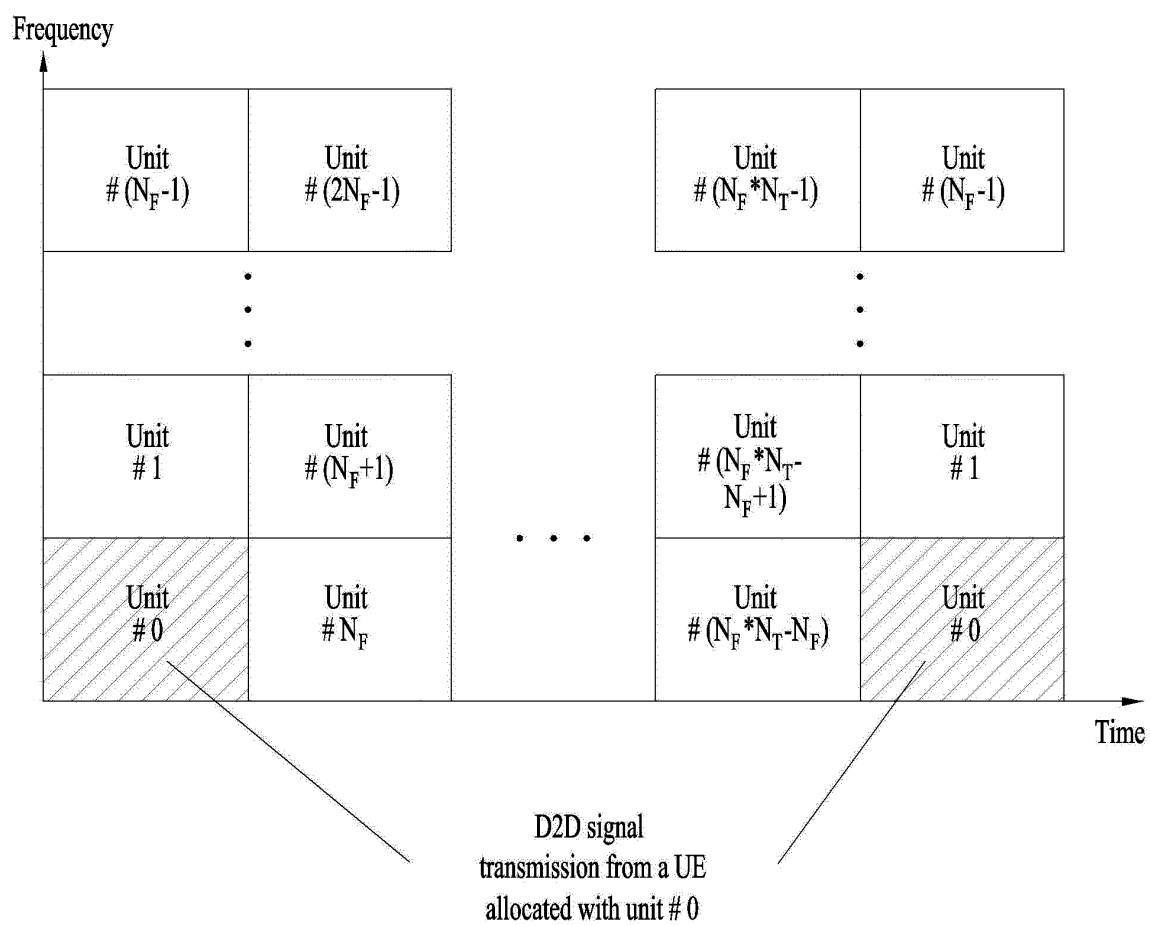 Frequency
Unit
# (N_F-1)
Unit
# (2N_F-1)
Unit
# (N_F*N_T-1)
Unit
# (N_F-1)
Unit
# 1
Unit
# (N_F+1)
Unit
# (N_F*N_T-
N_F+1)
Unit
# 1
Unit
# 0
Unit
# N_F
Unit
# (N_F*N_T-N_F)
Unit
# 0
Time
D2D signal
transmission from a UE
allocated with unit # 0